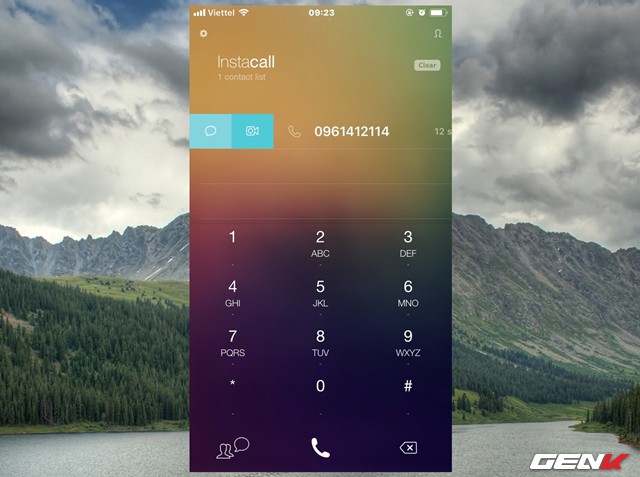 Viettel 09:23
Instacall
Clear
1 contact list
0961412114 12 s
1 2 3
ABC DEF
4 5 6
GHI JKL MNO
7 8 9
PQRS TUV WXYZ
* 0 #
GENK